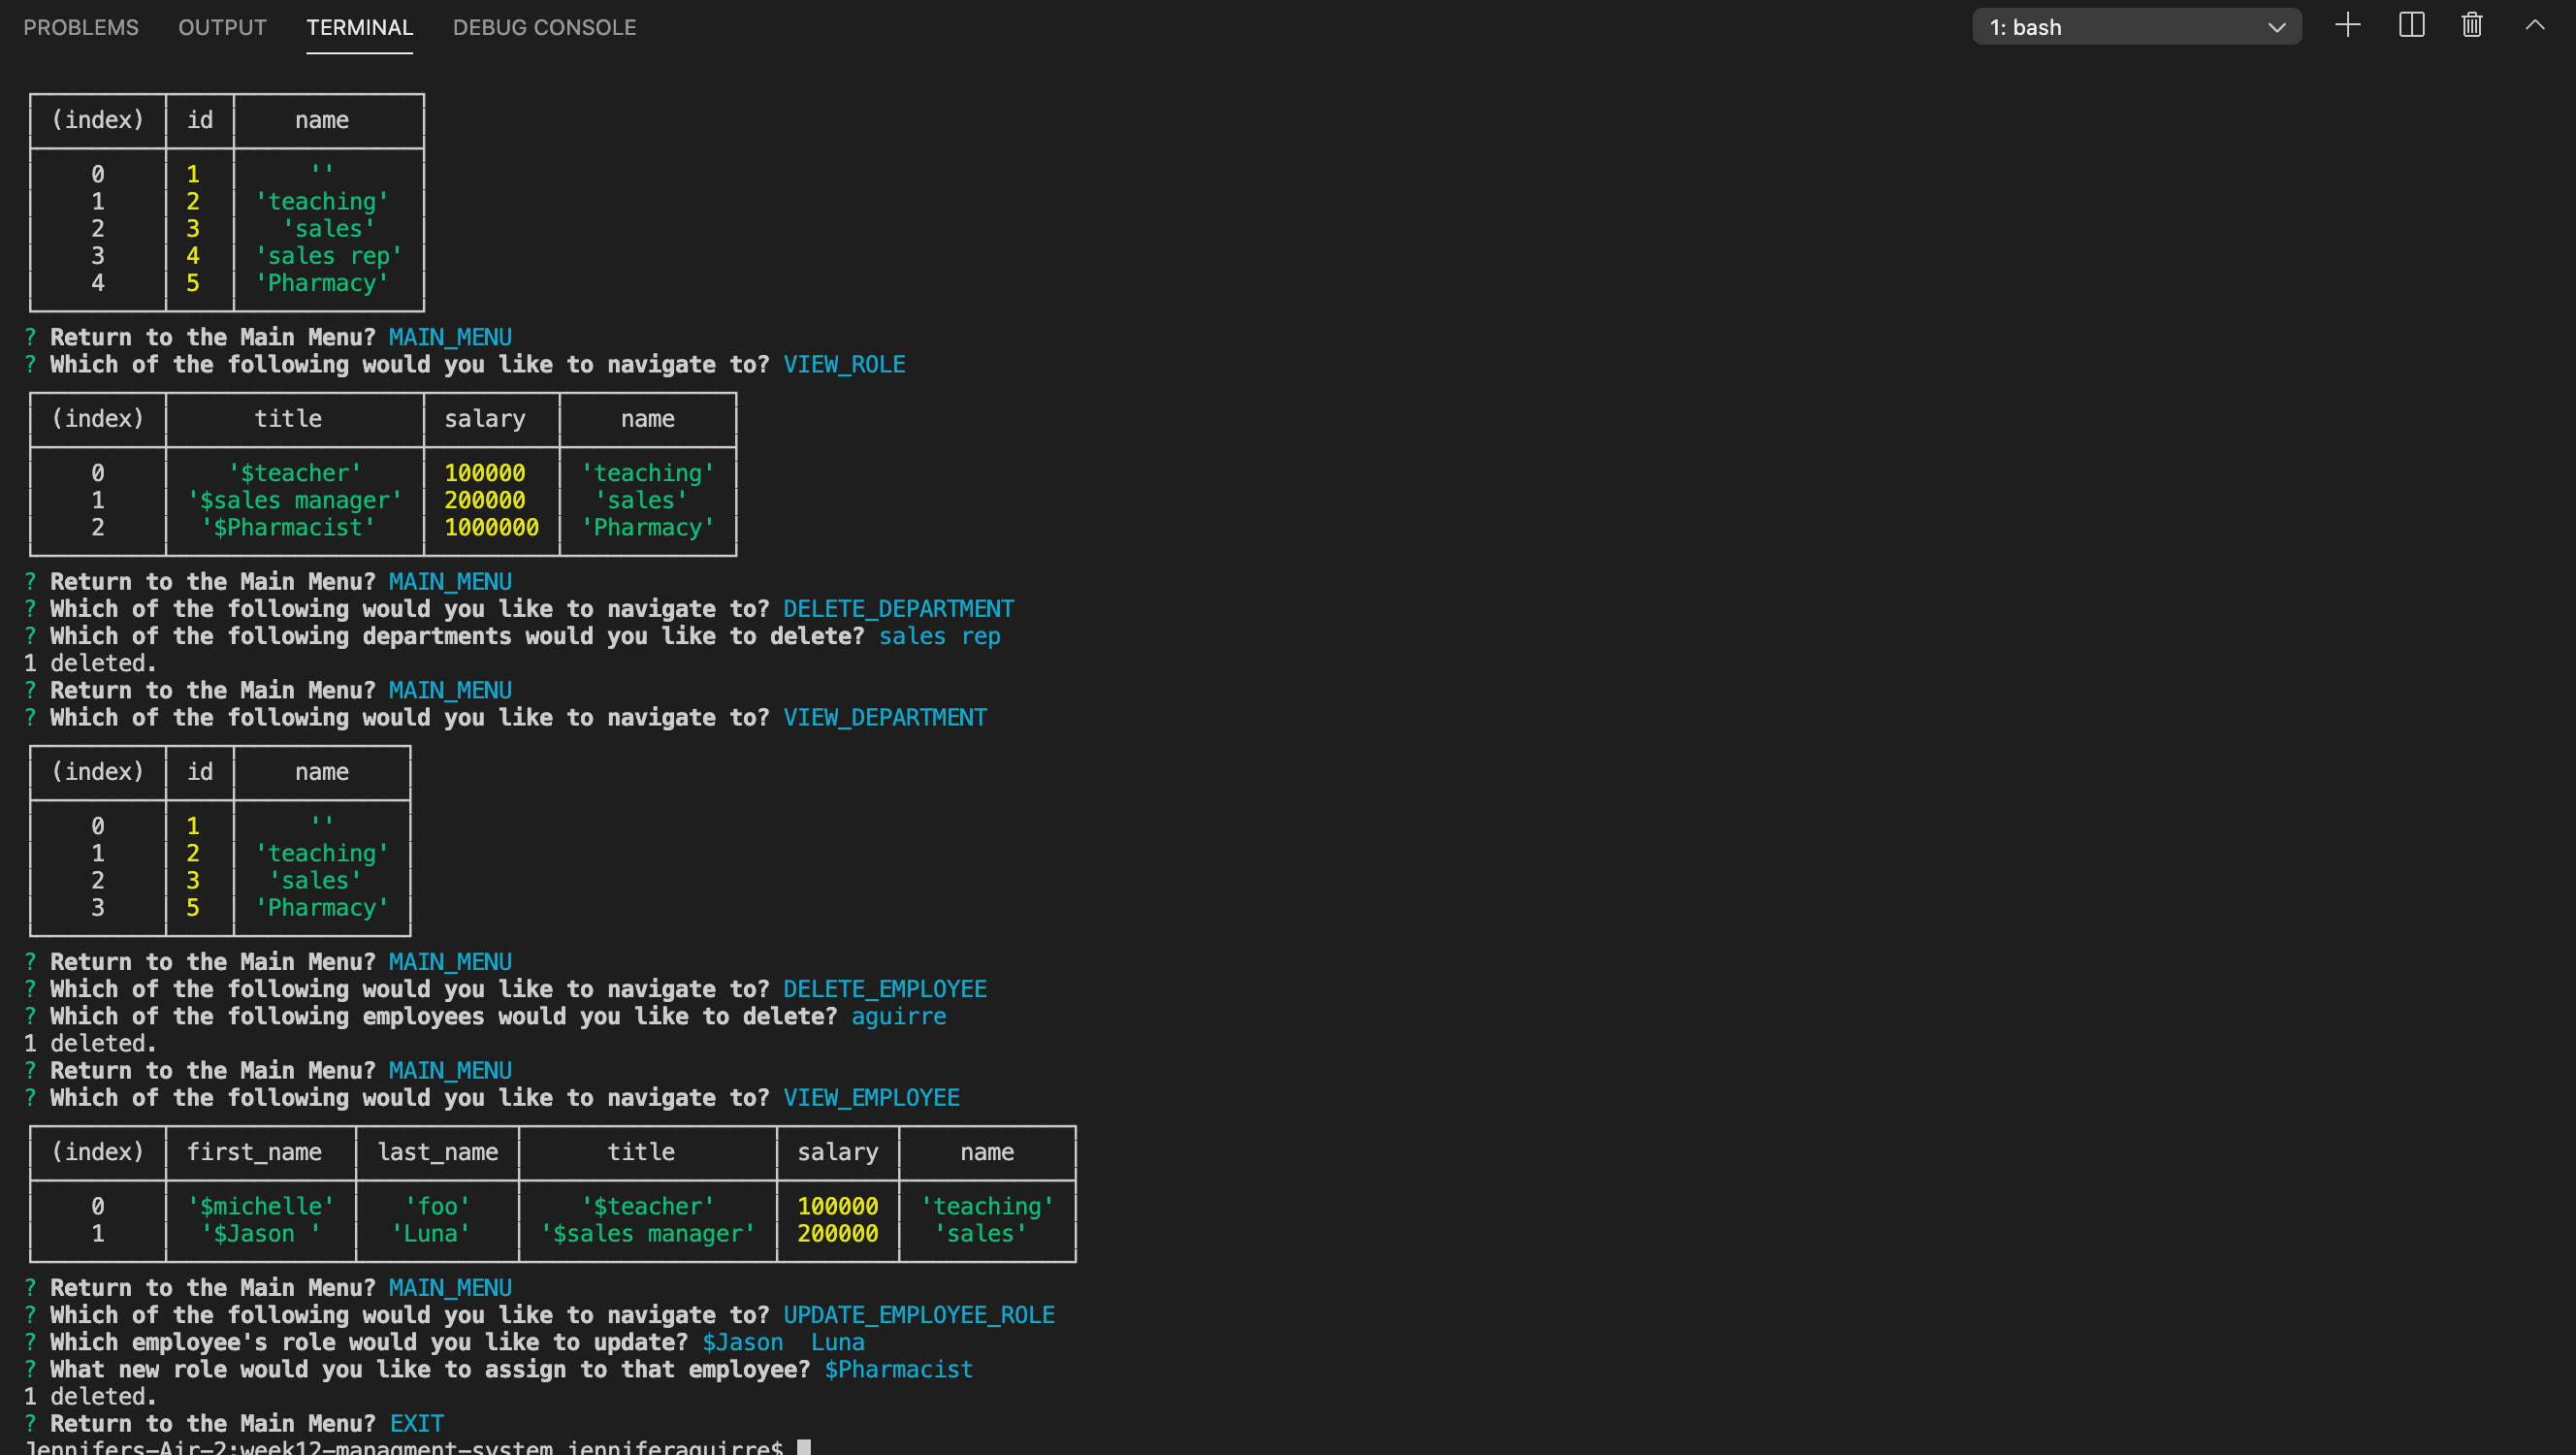 PROBLEMS OUTPUT TERMINAL DEBUG CONSOLE 1: bash
(index) id name
0 1 ''
1 2 'teaching'
2 3 'sales'
3 4 'sales rep'
4 5 'Pharmacy'
? Return to the Main Menu? MAIN_MENU
? Which of the following would you like to navigate to? VIEW_ROLE
(index) title salary name
0 '$teacher' 100000 'teaching'
1 '$sales manager' 200000 'sales'
2 '$Pharmacist' 1000000 'Pharmacy'
? Return to the Main Menu? MAIN_MENU
? Which of the following would you like to navigate to? DELETE_DEPARTMENT
? Which of the following departments would you like to delete? sales rep
1 deleted.
? Return to the Main Menu? MAIN_MENU
? Which of the following would you like to navigate to? VIEW_DEPARTMENT
(index) id name
0 1 ''
1 2 'teaching'
2 3 'sales'
3 5 'Pharmacy'
? Return to the Main Menu? MAIN_MENU
? Which of the following would you like to navigate to? DELETE_EMPLOYEE
? Which of the following employees would you like to delete? aguirre
1 deleted.
? Return to the Main Menu? MAIN_MENU
? Which of the following would you like to navigate to? VIEW_EMPLOYEE
(index) first_name last_name title salary name
0 '$michelle' 'foo' '$teacher' 100000 'teaching'
1 '$Jason ' 'Luna' '$sales manager' 200000 'sales'
? Return to the Main Menu? MAIN_MENU
? Which of the following would you like to navigate to? UPDATE_EMPLOYEE_ROLE
? Which employee's role would you like to update? $Jason  Luna
? What new role would you like to assign to that employee? $Pharmacist
1 deleted.
? Return to the Main Menu? EXIT
Jennifers-Air-2:week12-managment-system jenniferaguirre$